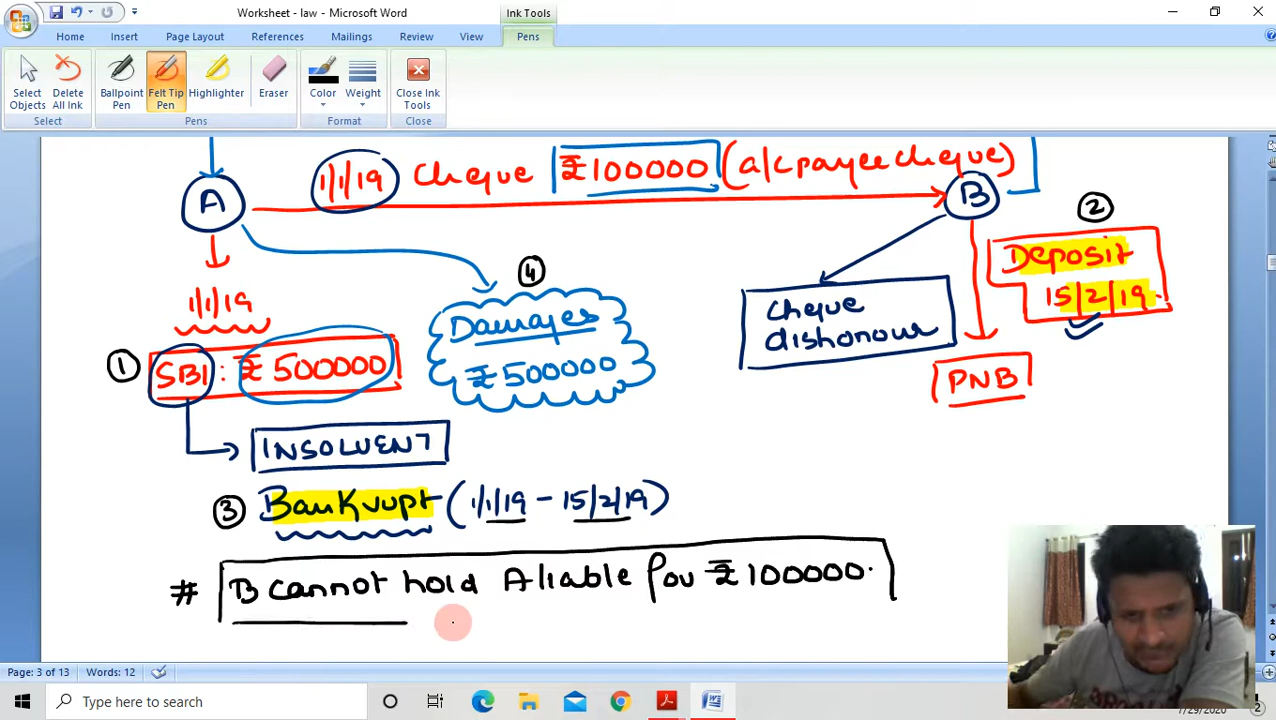 Worksheet - law - Microsoft Word
Ink Tools
Home Insert Page Layout References Mailings Review View Pens
Select Objects
Delete All Ink
Ballpoint Pen
Felt Tip Pen
Highlighter
Eraser
Color
Weight
Close Ink Tools
Select Pens Format Close
1/1/19 Cheque ₹100000 (a/c payee cheque)
A B
②
Deposit
15/2/19
1/1/19
④
Damages
₹500000
Cheque
dishonour
① SBI : ₹500000
PNB
INSOLVENT
③ Bankrupt (1/1/19 - 15/2/19)
# B cannot hold A liable for ₹100000.
Page: 3 of 13 Words: 12
Type here to search
7/29/2020
2